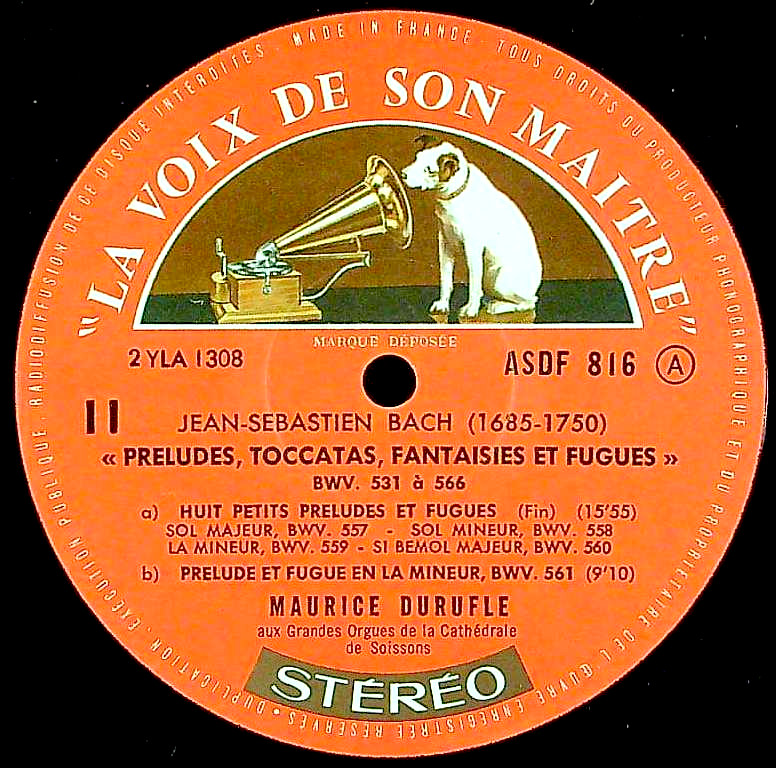 MADE IN FRANCE · TOUS DROITS DU PRODUCTEUR PHONOGRAPHIQUE ET DU PROPRIETAIRE DE L'ŒUVRE ENREGISTREE RESERVES • DUPLICATION · EXECUTION PUBLIQUE · RADIODIFFUSION DE CE DISQUE INTERDITES ·
"LA VOIX DE SON MAITRE"
MARQUE DÉPOSÉE
2 YLA 1308
ASDF 816 A
II
JEAN-SEBASTIEN BACH (1685-1750)
« PRELUDES, TOCCATAS, FANTAISIES ET FUGUES »
BWV. 531 à 566
a) HUIT PETITS PRELUDES ET FUGUES (Fin) (15'55)
SOL MAJEUR, BWV. 557 - SOL MINEUR, BWV. 558
LA MINEUR, BWV. 559 - SI BEMOL MAJEUR, BWV. 560
b) PRELUDE ET FUGUE EN LA MINEUR, BWV. 561 (9'10)
MAURICE DURUFLE
aux Grandes Orgues de la Cathédrale
de Soissons
STÉRÉO